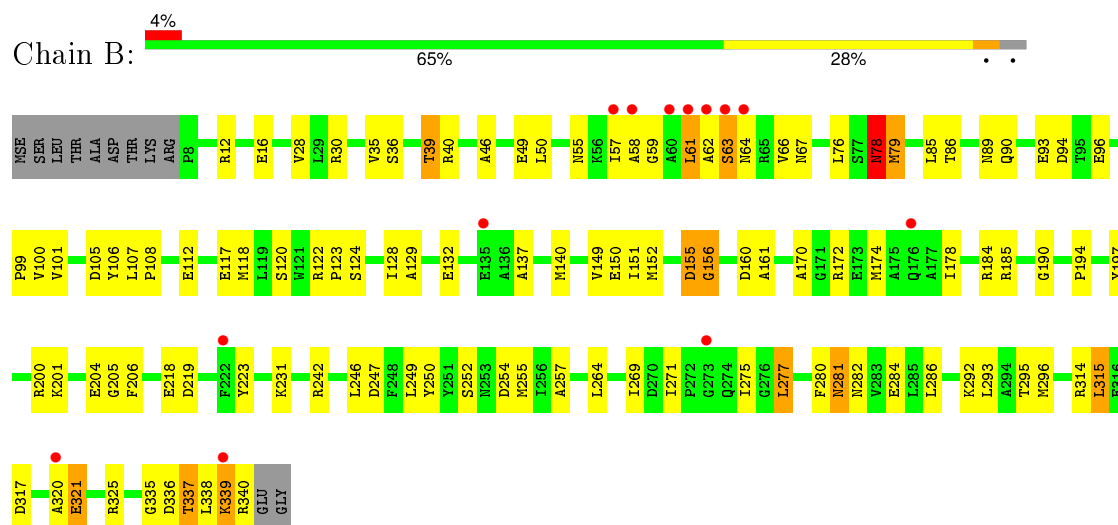 4%
Chain B:
65% 28% • •
MSE SER LEU THR ALA ASP THR LYS ARG P8 R12 E16 V28 L29 R30 V35 S36 T39 R40 A46 E49 L50 N55 K56 I57 A58 G59 A60 L61 A62 S63 N64 R65 V66 N67 L76 S77 N78 M79 L85 T86 N89 Q90 E93 D94 T95 E96
P99 V100 V101 D105 Y106 L107 P108 E112 E117 M118 L119 S120 W121 R122 P123 S124 I128 A129 E132 E135 A136 A137 M140 V149 E150 I151 M152 D155 G156 D160 A161 A170 G171 R172 E173 M174 A175 Q176 A177 I178 R184 R185 G190 P194 Y197
R200 K201 E204 G205 F206 E218 D219 F222 Y223 K231 R242 L246 D247 F248 L249 Y250 Y251 S252 N253 D254 M255 I256 A257 L264 I269 D270 I271 P272 G273 Q274 I275 G276 L277 F280 N281 N282 V283 E284 L285 L286 K292 L293 A294 T295 M296 R314 L315 E316
D317 A320 E321 R325 G335 D336 T337 L338 K339 R340 GLU GLY